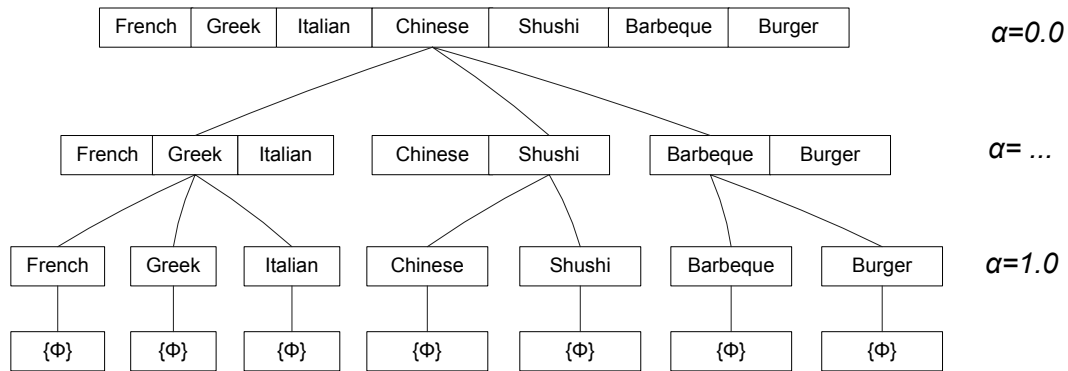 French Greek Italian Chinese Shushi Barbeque Burger α=0.0
French Greek Italian Chinese Shushi Barbeque Burger α= ...
French Greek Italian Chinese Shushi Barbeque Burger α=1.0
{Φ} {Φ} {Φ} {Φ} {Φ} {Φ} {Φ}